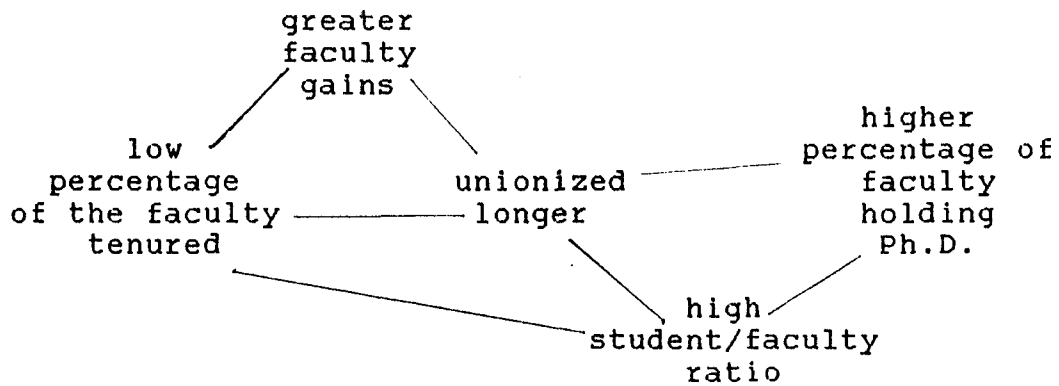 greater
faculty
gains
low
percentage
of the faculty
tenured
unionized
longer
higher
percentage of
faculty
holding
Ph.D.
high
student/faculty
ratio